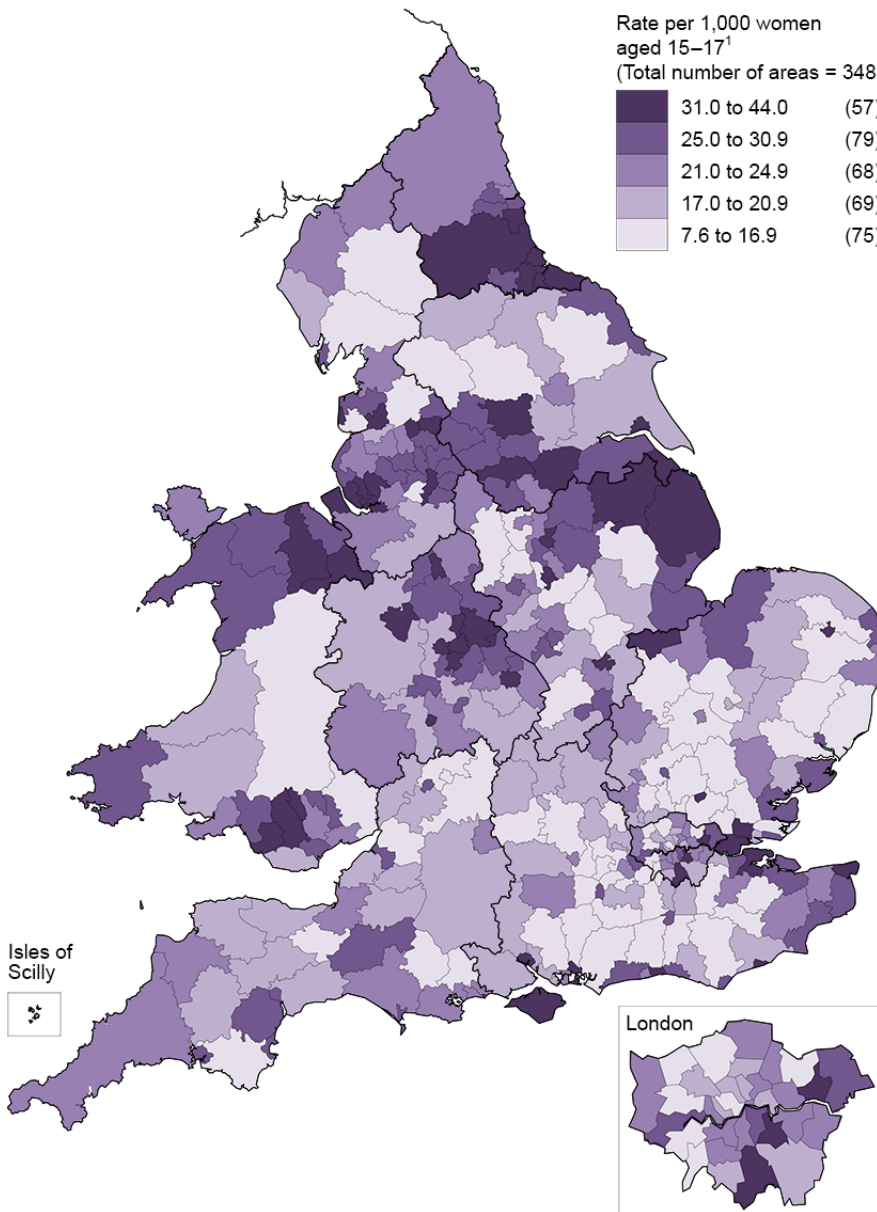 Rate per 1,000 women
aged 15–17¹
(Total number of areas = 348
31.0 to 44.0 (57)
25.0 to 30.9 (79)
21.0 to 24.9 (68)
17.0 to 20.9 (69)
7.6 to 16.9 (75)
Isles of
Scilly
London